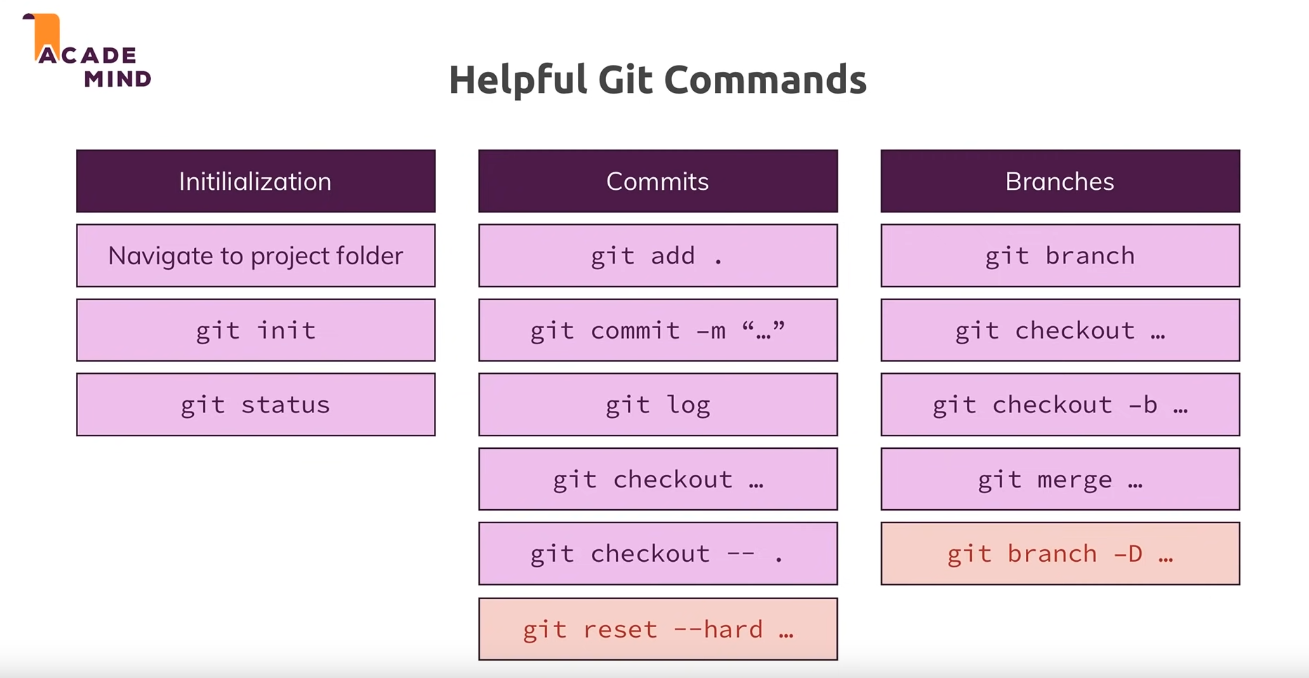 ACADE
MIND
Helpful Git Commands
Initilialization
Navigate to project folder
git init
git status
Commits
git add .
git commit –m “…”
git log
git checkout …
git checkout -- .
git reset --hard …
Branches
git branch
git checkout …
git checkout –b …
git merge …
git branch –D …